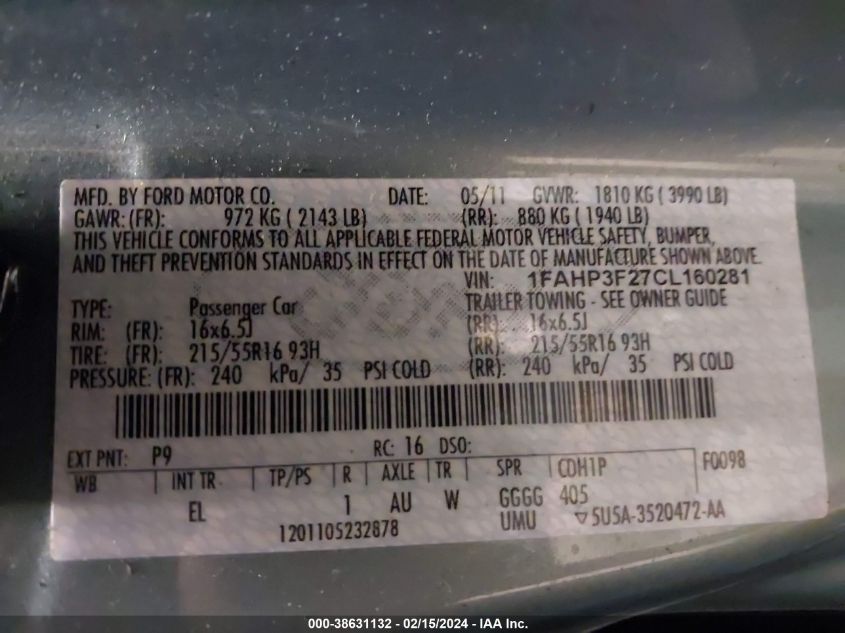 MFD. BY FORD MOTOR CO. DATE: 05/11 GVWR: 1810 KG ( 3990 LB)
GAWR: (FR): 972 KG ( 2143 LB) (RR): 880 KG ( 1940 LB)
THIS VEHICLE CONFORMS TO ALL APPLICABLE FEDERAL MOTOR VEHICLE SAFETY, BUMPER,
AND THEFT PREVENTION STANDARDS IN EFFECT ON THE DATE OF MANUFACTURE SHOWN ABOVE.
VIN: 1FAHP3F27CL160281
TYPE: Passenger Car TRAILER TOWING - SEE OWNER GUIDE
RIM: (FR): 16x6.5J (RR): 16x6.5J
TIRE: (FR): 215/55R16 93H (RR): 215/55R16 93H
PRESSURE: (FR): 240 kPa/ 35 PSI COLD (RR): 240 kPa/ 35 PSI COLD
EXT PNT: P9 RC: 16 DSO:
WB INT TR TP/PS R AXLE TR SPR CDH1P F0098
EL 1 AU W GGGG 405
1201105232878 UMU ▽5U5A-3520472-AA
000-38631132 - 02/15/2024 - IAA Inc.